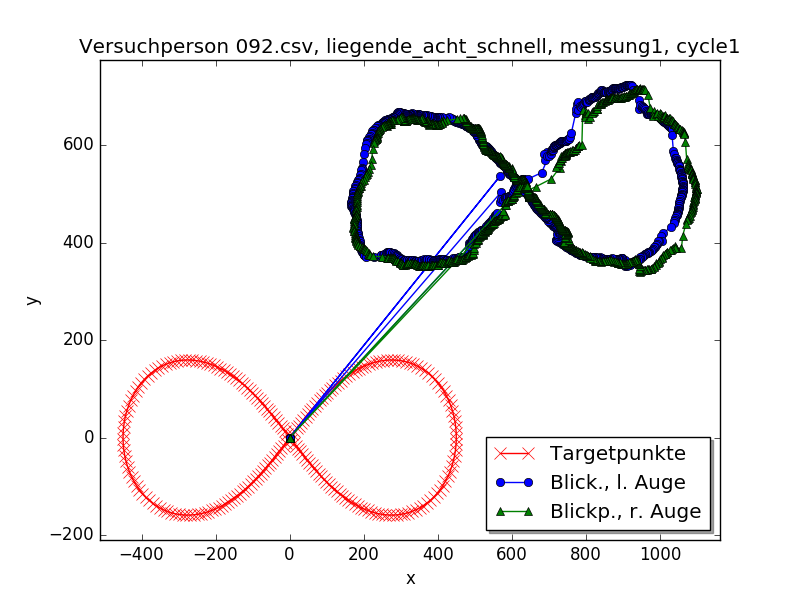 Versuchperson 092.csv, liegende_acht_schnell, messung1, cycle1
y
600
400
200
0
−200
−400
−200
0
200
400
600
800
1000
x
Targetpunkte
Blick., l. Auge
Blickp., r. Auge